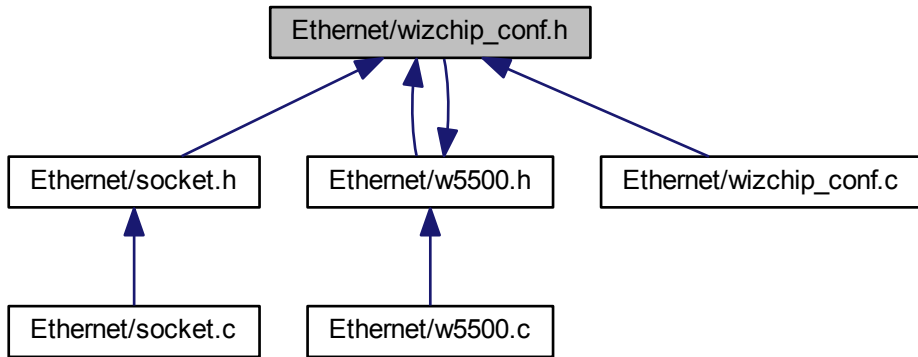 Ethernet/wizchip_conf.h
Ethernet/socket.h
Ethernet/w5500.h
Ethernet/wizchip_conf.c
Ethernet/socket.c
Ethernet/w5500.c